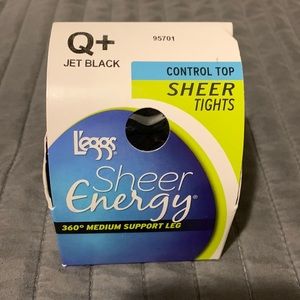 Q+
95701
JET BLACK
CONTROL TOP
SHEER
TIGHTS
L'eggs
Sheer
Energy®
360° MEDIUM SUPPORT LEG